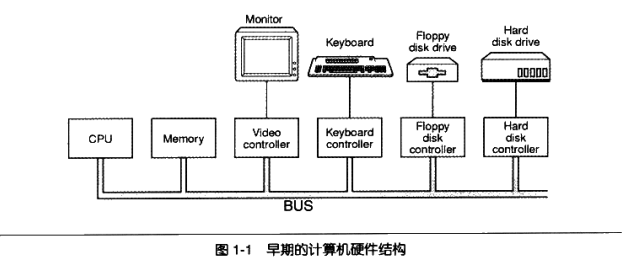 Monitor
Keyboard
Floppy
disk drive
Hard
disk drive
CPU
Memory
Video
controller
Keyboard
controller
Floppy
disk
controller
Hard
disk
controller
BUS
图 1-1 早期的计算机硬件结构